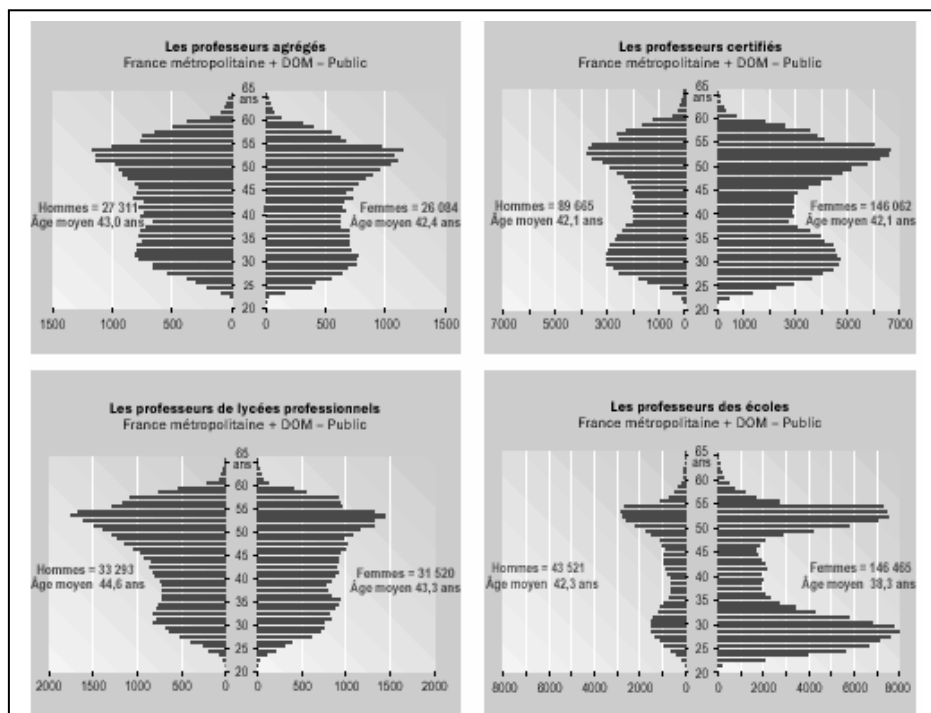 Les professeurs agrégés
France métropolitaine + DOM – Public
65
ans
60
55
50
45
40
35
30
25
20
Hommes = 27 311
Âge moyen 43,0 ans
Femmes = 26 084
Âge moyen 42,4 ans
1500 1000 500 0 0 500 1000 1500
Les professeurs certifiés
France métropolitaine + DOM – Public
65
ans
60
55
50
45
40
35
30
25
20
Hommes = 89 665
Âge moyen 42,1 ans
Femmes = 146 062
Âge moyen 42,1 ans
7000 5000 3000 1000 0 0 1000 3000 5000 7000
Les professeurs de lycées professionnels
France métropolitaine + DOM – Public
65
ans
60
55
50
45
40
35
30
25
20
Hommes = 33 293
Âge moyen 44,6 ans
Femmes = 31 520
Âge moyen 43,3 ans
2000 1500 1000 500 0 0 500 1000 1500 2000
Les professeurs des écoles
France métropolitaine + DOM – Public
65
ans
60
55
50
45
40
35
30
25
20
Hommes = 43 521
Âge moyen 42,3 ans
Femmes = 146 465
Âge moyen 38,3 ans
8000 6000 4000 2000 0 0 2000 4000 6000 8000